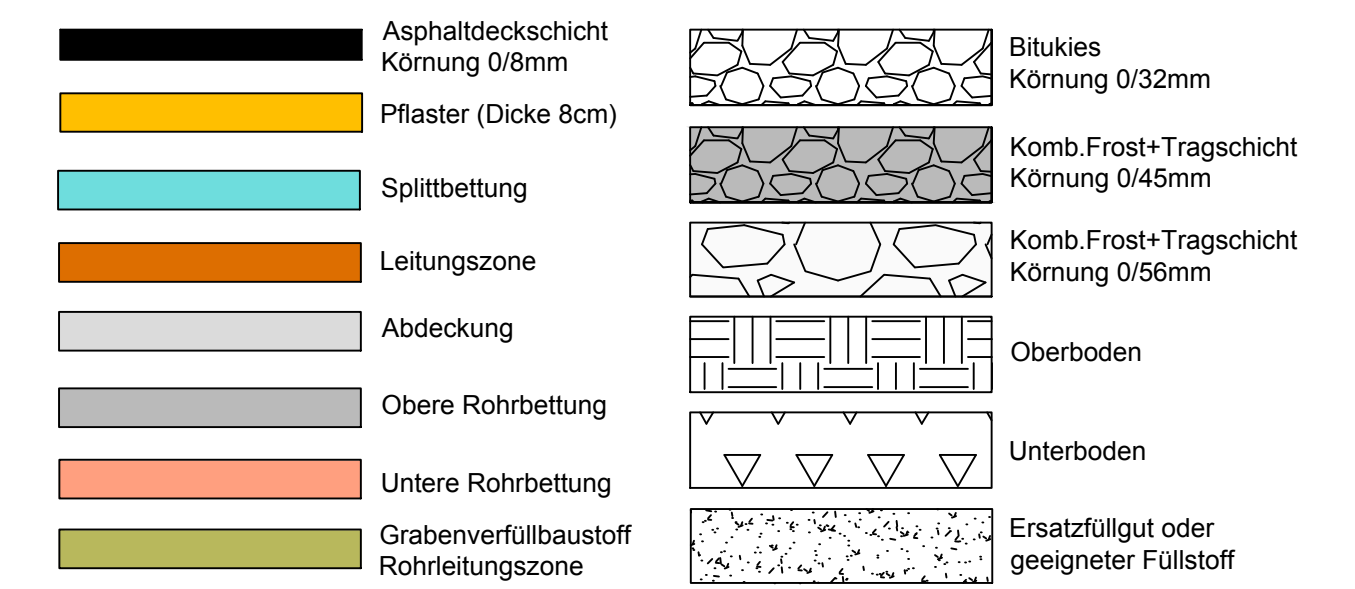 Asphaltdeckschicht
Körnung 0/8mm
Pflaster (Dicke 8cm)
Splittbettung
Leitungszone
Abdeckung
Obere Rohrbettung
Untere Rohrbettung
Grabenverfüllbaustoff
Rohrleitungszone
Bitukies
Körnung 0/32mm
Komb.Frost+Tragschicht
Körnung 0/45mm
Komb.Frost+Tragschicht
Körnung 0/56mm
Oberboden
Unterboden
Ersatzfüllgut oder
geeigneter Füllstoff